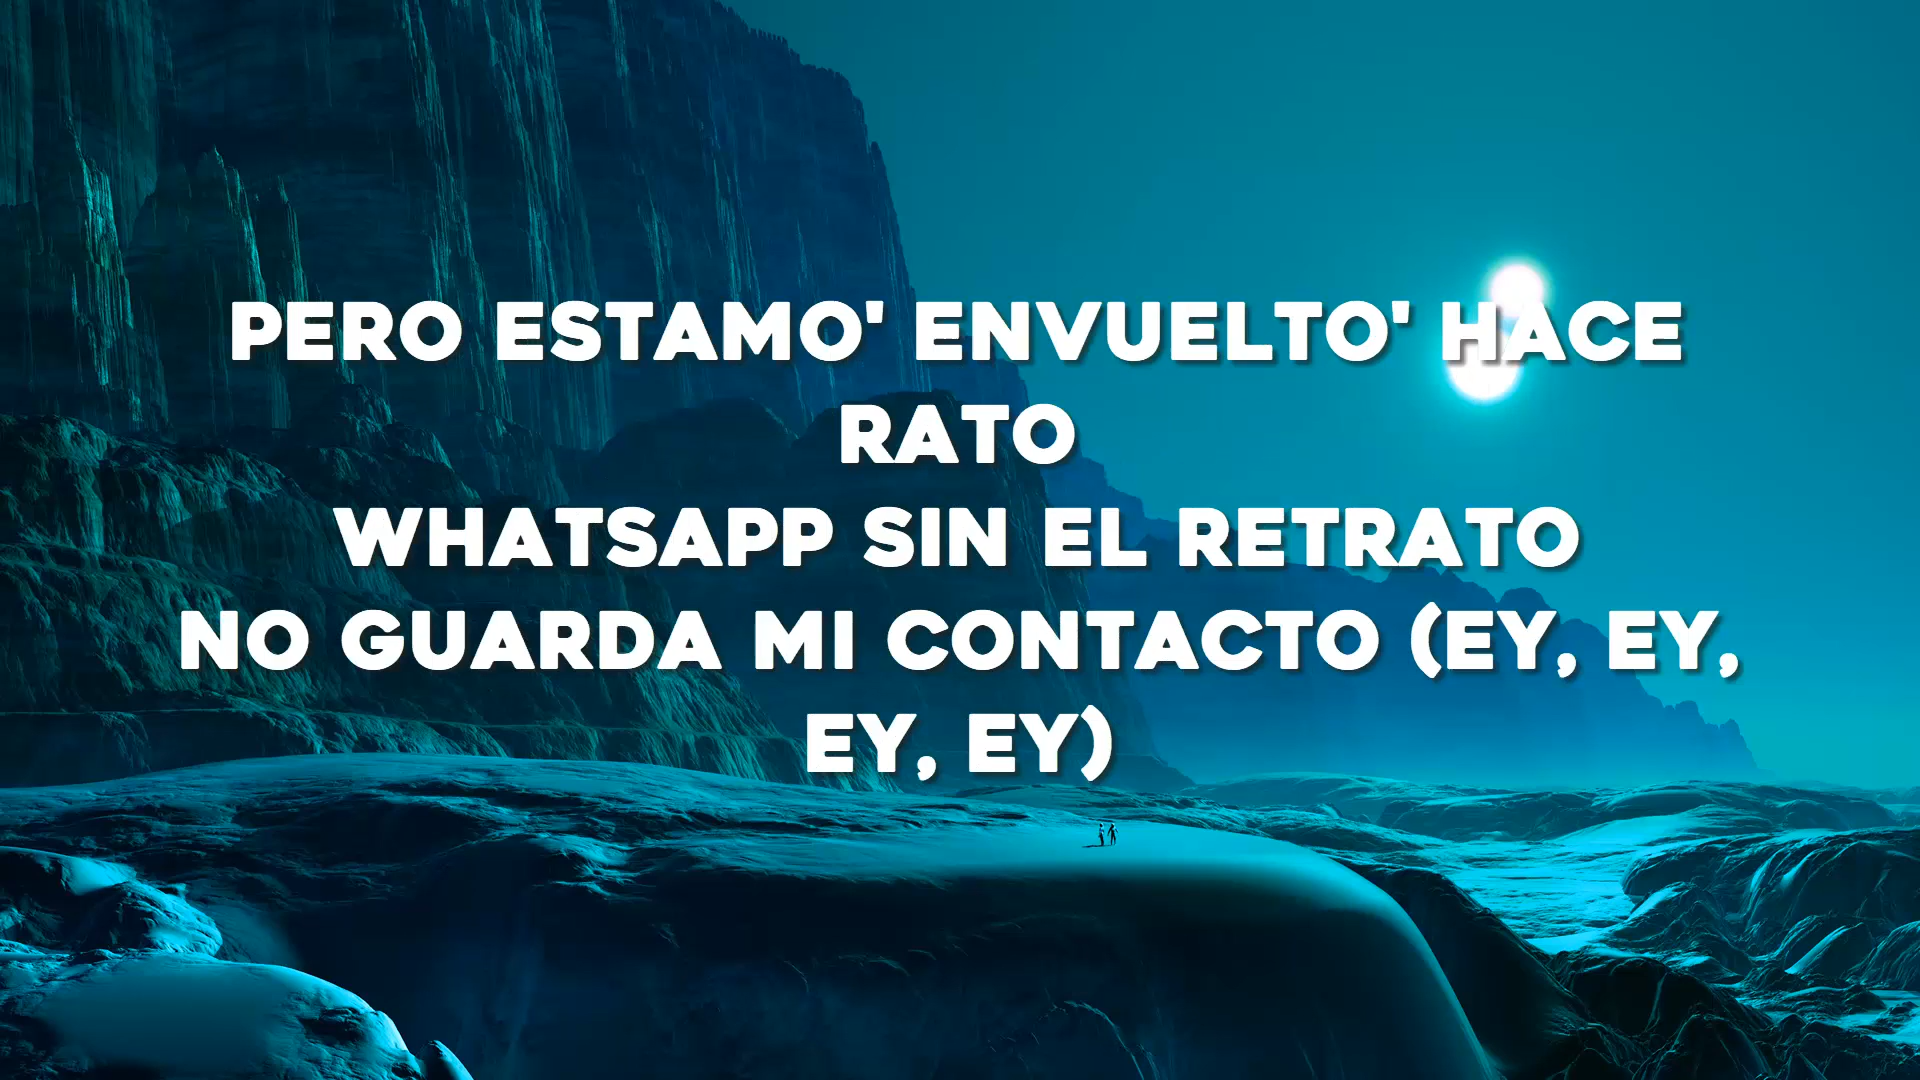 PERO ESTAMO' ENVUELTO' HACE
RATO
WHATSAPP SIN EL RETRATO
NO GUARDA MI CONTACTO (EY, EY,
EY, EY)